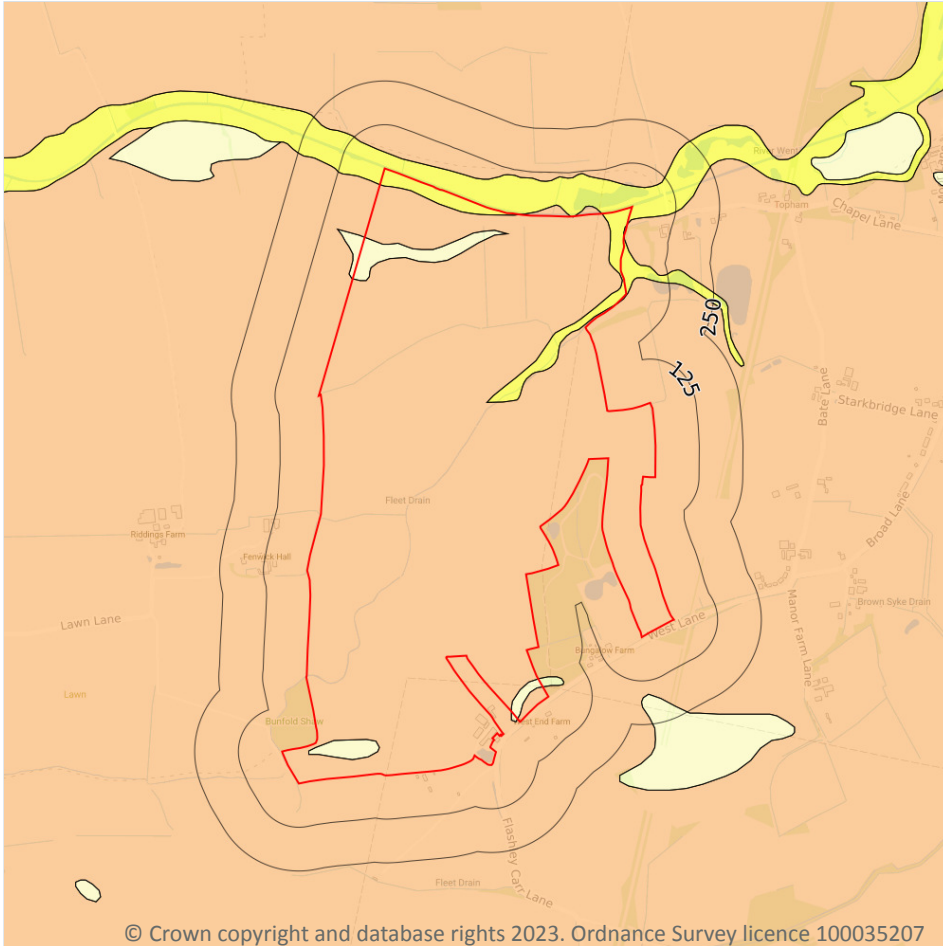 River Went
Topham
Chapel Lane
250
125
Bate Lane
Starkbridge Lane
Fleet Drain
Broad Lane
Riddings Farm
Fenwick Hall
Brown Syke Drain
Lawn Lane
West Lane
Manor Farm Lane
Bungalow Farm
Lawn
Bunfold Shaw
West End Farm
Flashley Carr Lane
Fleet Drain
© Crown copyright and database rights 2023. Ordnance Survey licence 100035207